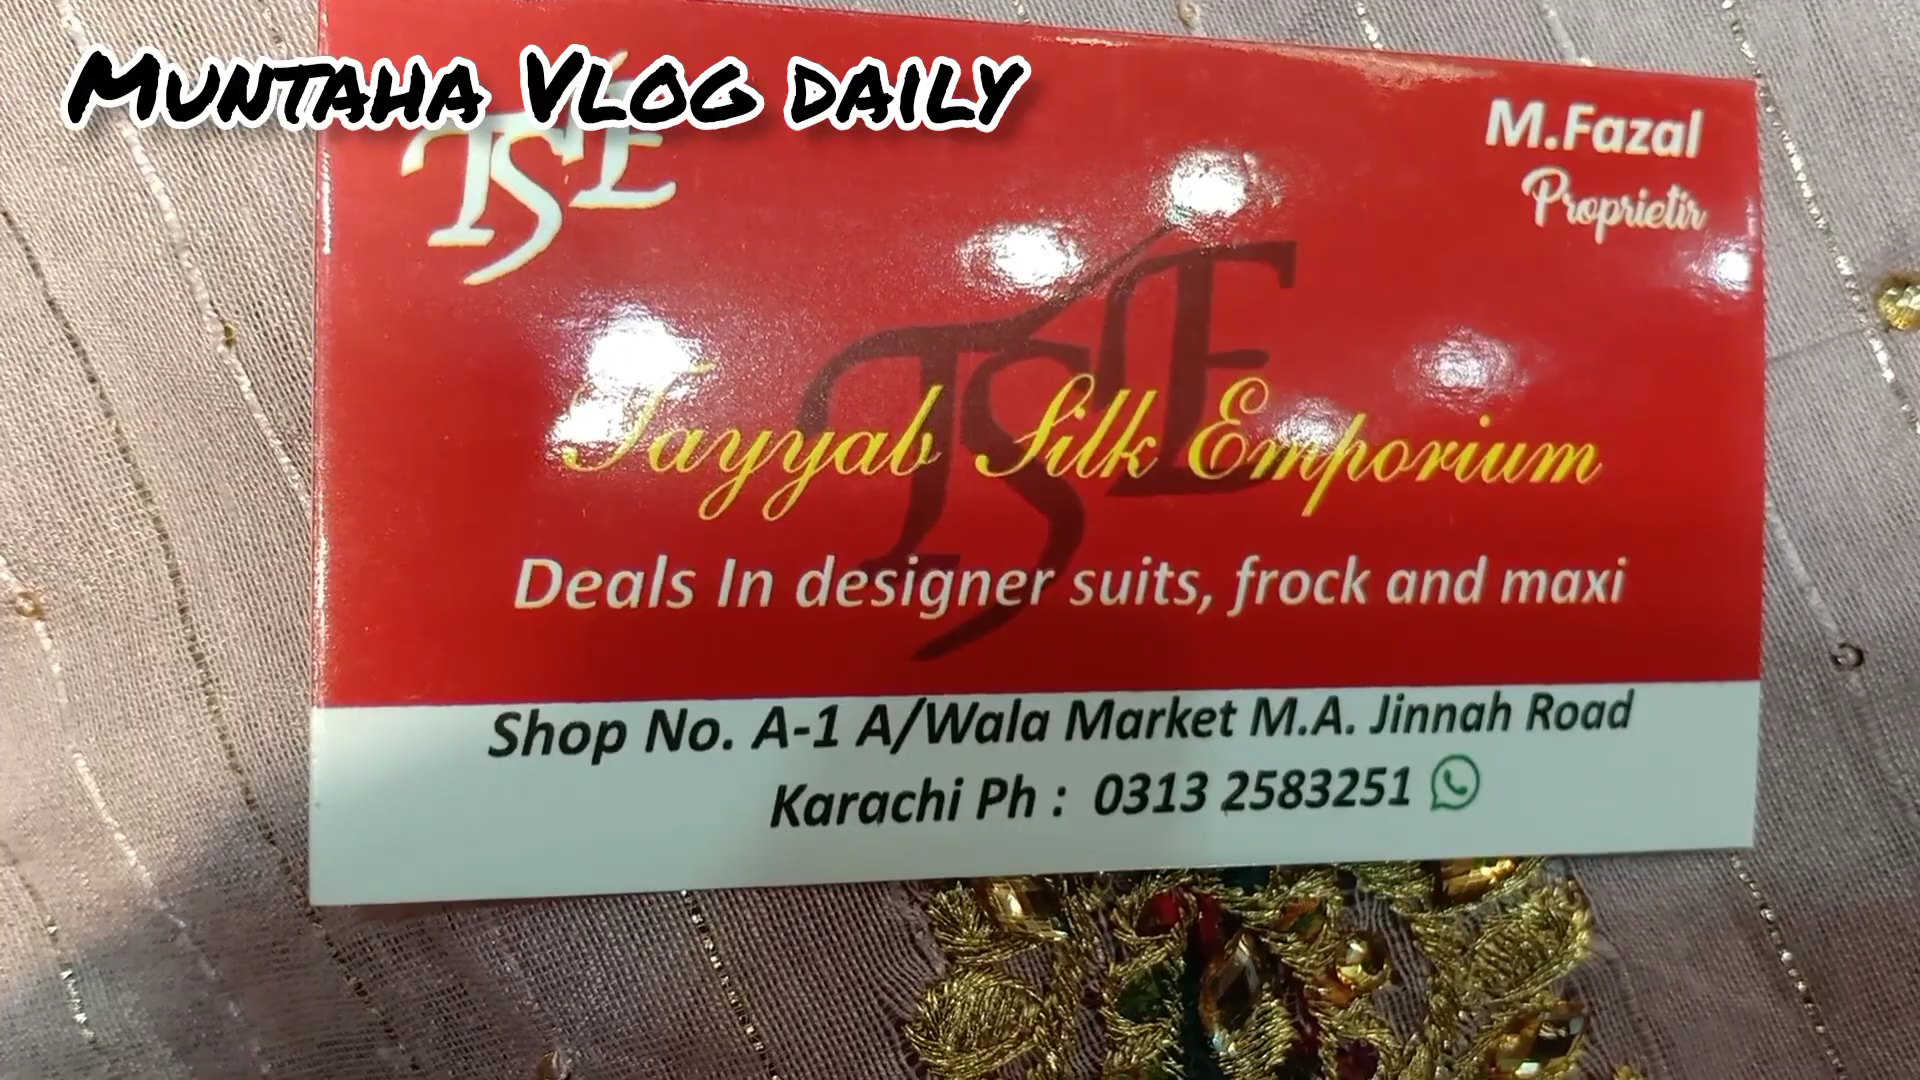 Muntaha Vlog daily
TSE
M.Fazal
Proprietir
TSE
Tayyab Silk Emporium
Deals In designer suits, frock and maxi
Shop No. A-1 A/Wala Market M.A. Jinnah Road
Karachi Ph : 0313 2583251